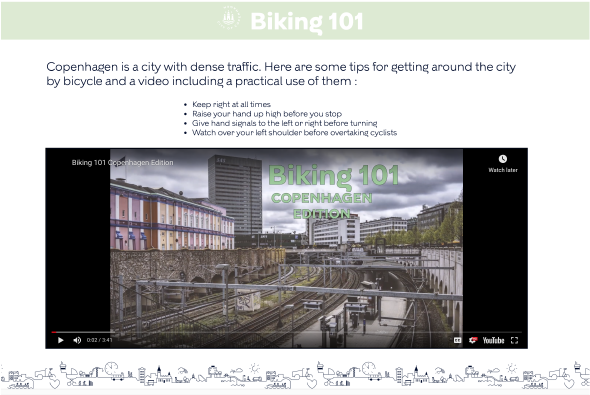 Biking 101
Copenhagen is a city with dense traffic. Here are some tips for getting around the city
by bicycle and a video including a practical use of them :
Keep right at all times
Raise your hand up high before you stop
Give hand signals to the left or right before turning
Watch over your left shoulder before overtaking cyclists
Biking 101 Copenhagen Edition
Watch later
Biking 101
COPENHAGEN
EDITION
0:02 / 3:41
CC
YouTube